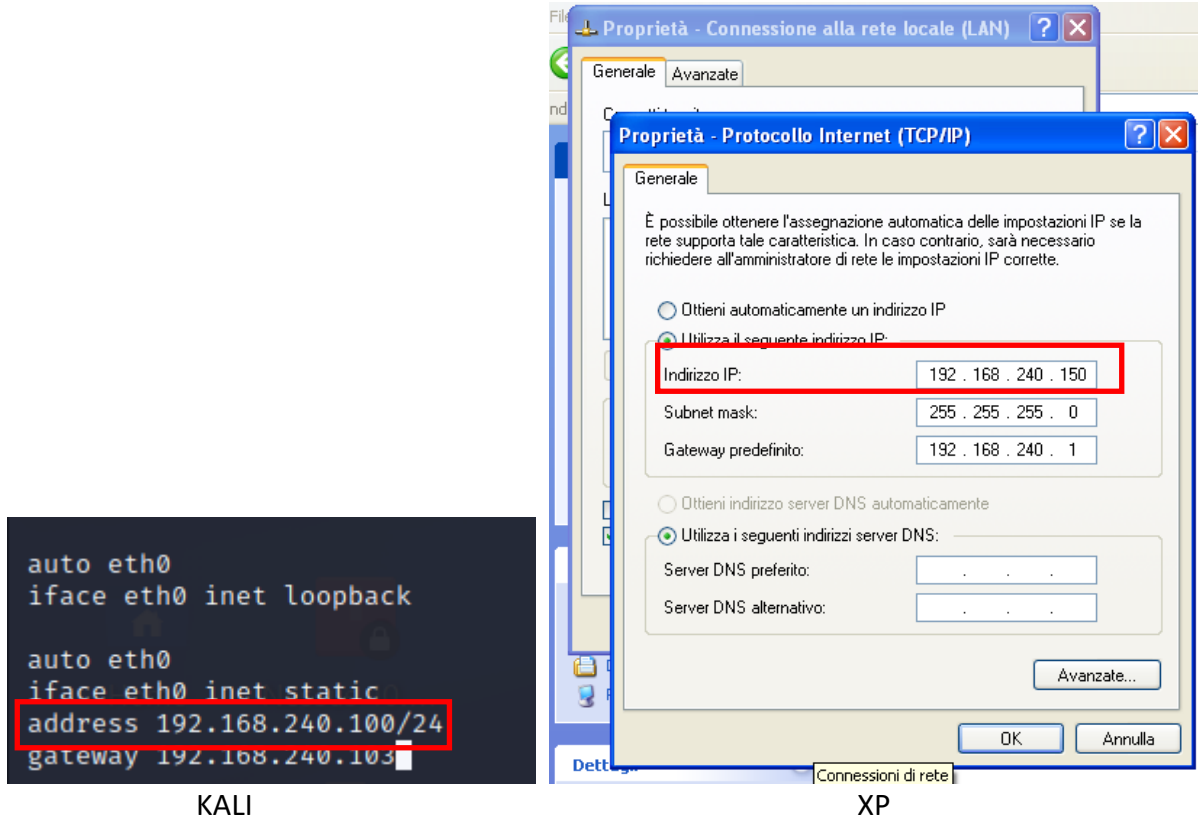 File
Proprietà - Connessione alla rete locale (LAN)
Generale
Avanzate
Proprietà - Protocollo Internet (TCP/IP)
Generale
È possibile ottenere l'assegnazione automatica delle impostazioni IP se la
rete supporta tale caratteristica. In caso contrario, sarà necessario
richiedere all'amministratore di rete le impostazioni IP corrette.
Ottieni automaticamente un indirizzo IP
Utilizza il seguente indirizzo IP:
Indirizzo IP: 192 . 168 . 240 . 150
Subnet mask: 255 . 255 . 255 . 0
Gateway predefinito: 192 . 168 . 240 . 1
Ottieni indirizzo server DNS automaticamente
Utilizza i seguenti indirizzi server DNS:
Server DNS preferito: . . .
Server DNS alternativo: . . .
Avanzate...
OK
Annulla
Connessioni di rete
auto eth0
iface eth0 inet loopback
auto eth0
iface eth0 inet static
address 192.168.240.100/24
gateway 192.168.240.103
KALI
XP